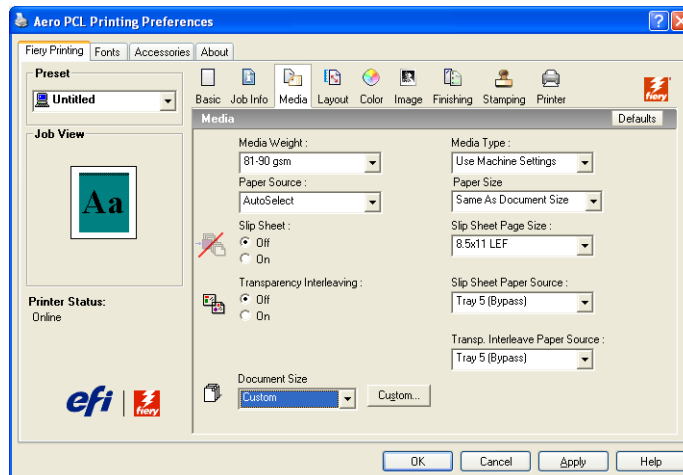 Aero PCL Printing Preferences
Fiery Printing Fonts Accessories About
Preset
Untitled
Job View
Aa
Printer Status:
Online
efi fiery
Basic Job Info Media Layout Color Image Finishing Stamping Printer
fiery
Media Defaults
Media Weight : Media Type :
81-90 gsm Use Machine Settings
Paper Source : Paper Size
AutoSelect Same As Document Size
Slip Sheet : Slip Sheet Page Size :
Off 8.5x11 LEF
On
Transparency Interleaving : Slip Sheet Paper Source :
Off Tray 5 (Bypass)
On
Transp. Interleave Paper Source :
Tray 5 (Bypass)
Document Size
Custom Custom...
OK Cancel Apply Help